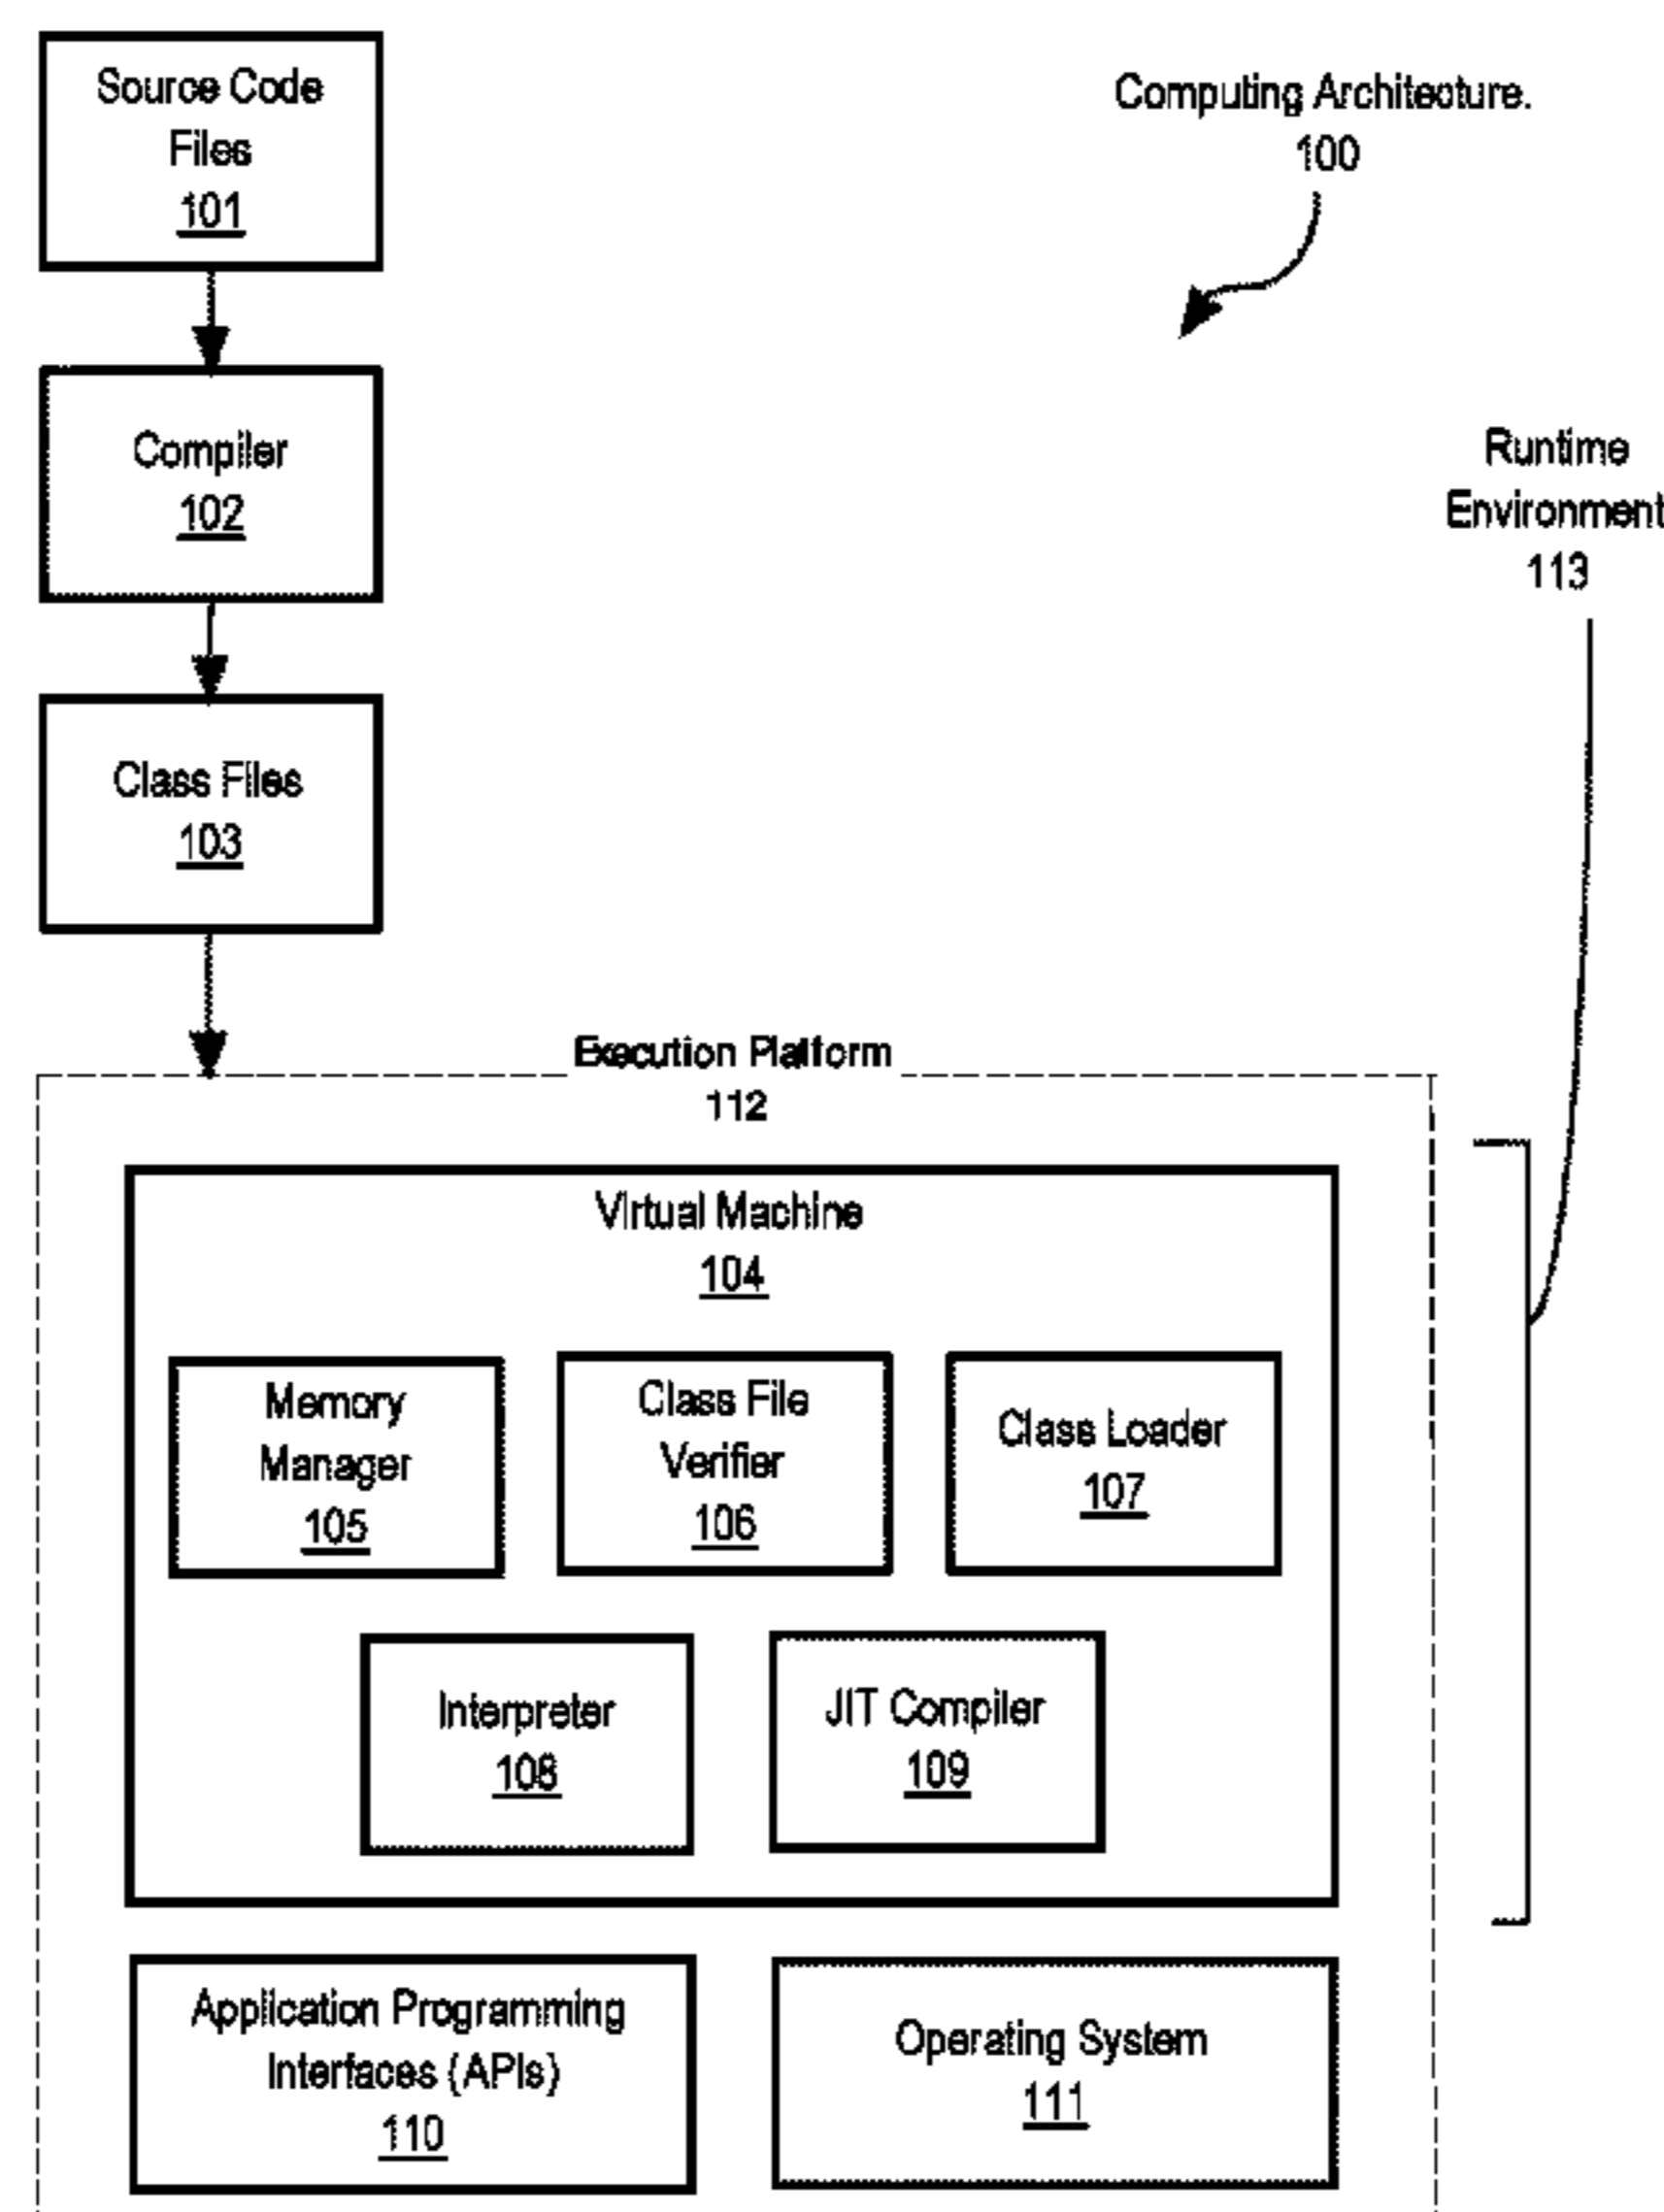 Source Code
Files
101
Computing Architecture.
100
Compiler
102
Runtime
Environment
113
Class Files
103
Execution Platform
112
Virtual Machine
104
Memory
Manager
105
Class File
Verifier
106
Class Loader
107
Interpreter
108
JIT Compiler
109
Application Programming
Interfaces (APIs)
110
Operating System
111